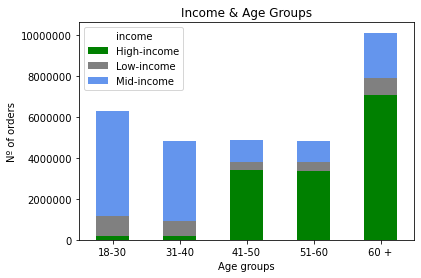 Income & Age Groups
income
High-income
Low-income
Mid-income
10000000
8000000
6000000
4000000
2000000
0
Nº of orders
18-30 31-40 41-50 51-60 60 +
Age groups